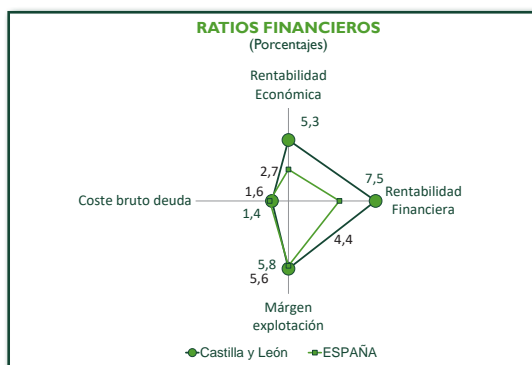 RATIOS FINANCIEROS
(Porcentajes)
Rentabilidad
Económica
5,3
2,7
7,5
1,6
Coste bruto deuda
Rentabilidad
Financiera
1,4
4,4
5,8
5,6
Márgen
explotación
Castilla y León
ESPAÑA